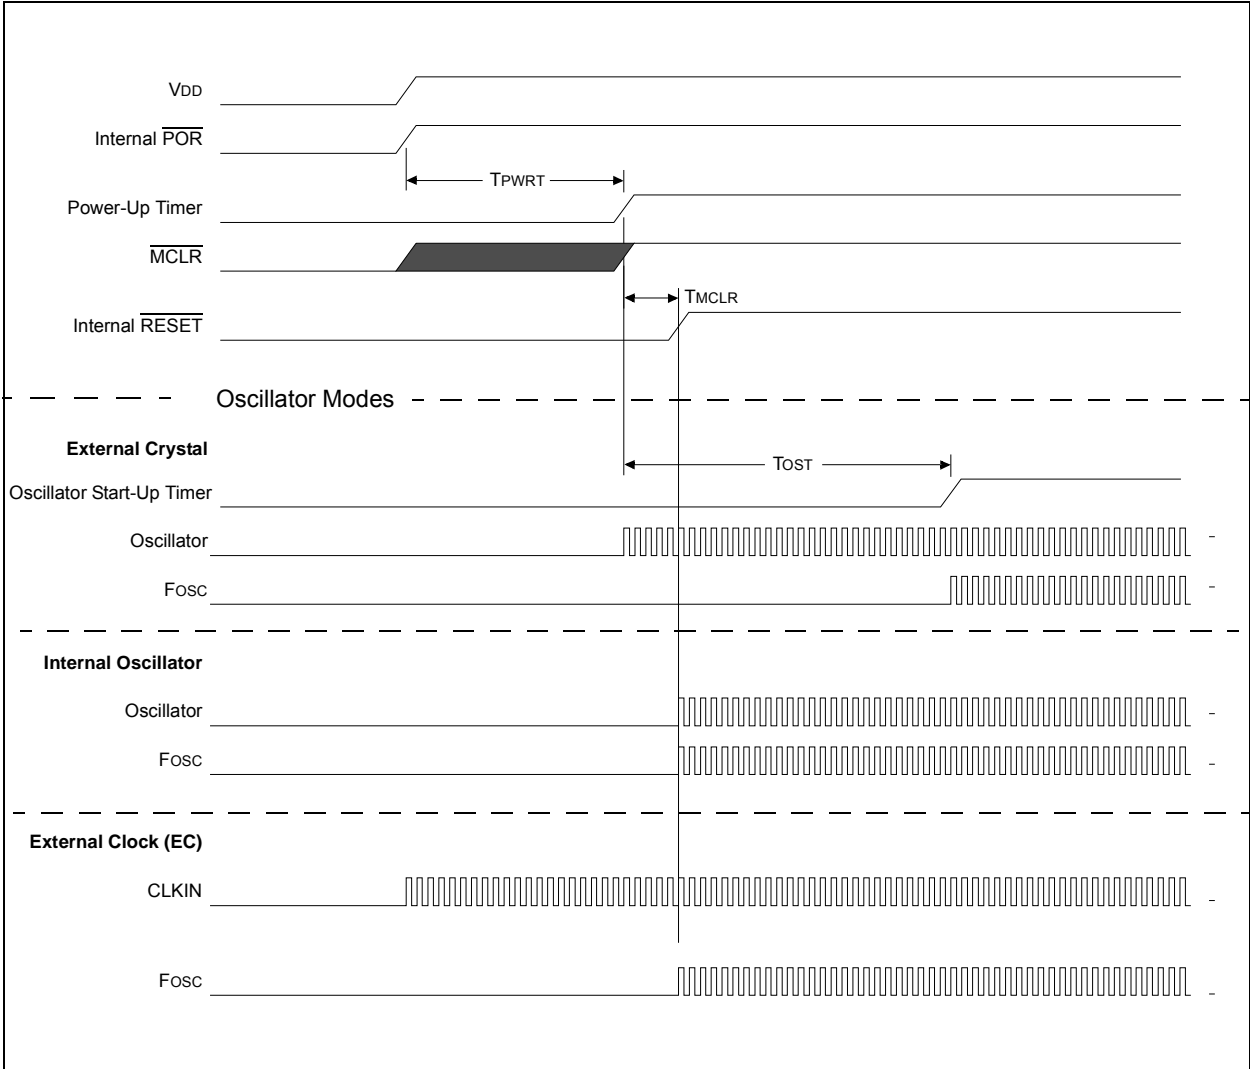 VDD
Internal POR
TPWRT
Power-Up Timer
MCLR
TMCLR
Internal RESET
Oscillator Modes
External Crystal
TOST
Oscillator Start-Up Timer
Oscillator
FOSC
Internal Oscillator
Oscillator
FOSC
External Clock (EC)
CLKIN
FOSC